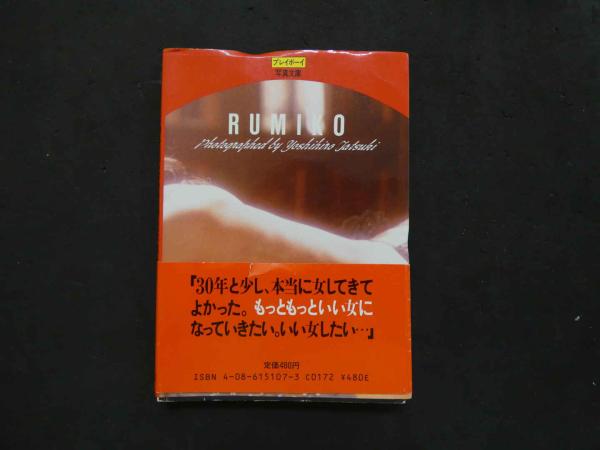 プレイボーイ
写真文庫
RUMIKO
Photographed by Yoshihiro Tatsuki
『30年と少し、本当に女してきて
よかった。もっともっといい女に
なっていきたい。いい女したい…』
定価480円
ISBN 4-08-615107-3 C0172 ¥480E